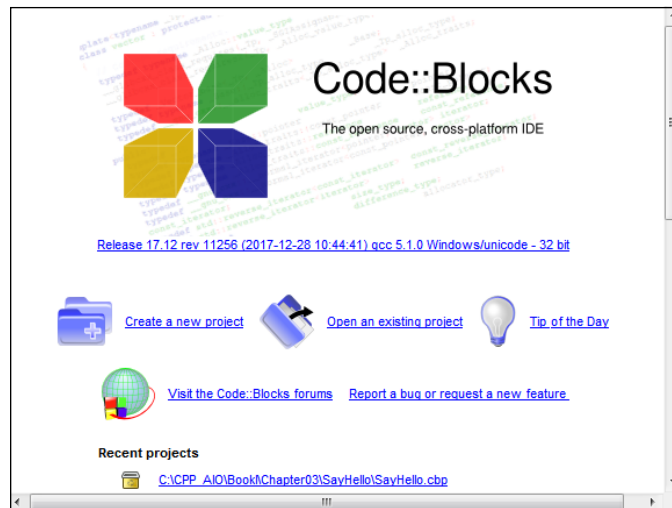 Code::Blocks
The open source, cross-platform IDE
Release 17.12 rev 11256 (2017-12-28 10:44:41) gcc 5.1.0 Windows/unicode - 32 bit
Create a new project
Open an existing project
Tip of the Day
Visit the Code::Blocks forums
Report a bug or request a new feature
Recent projects
C:\CPP_AIO\BookI\Chapter03\SayHello\SayHello.cbp